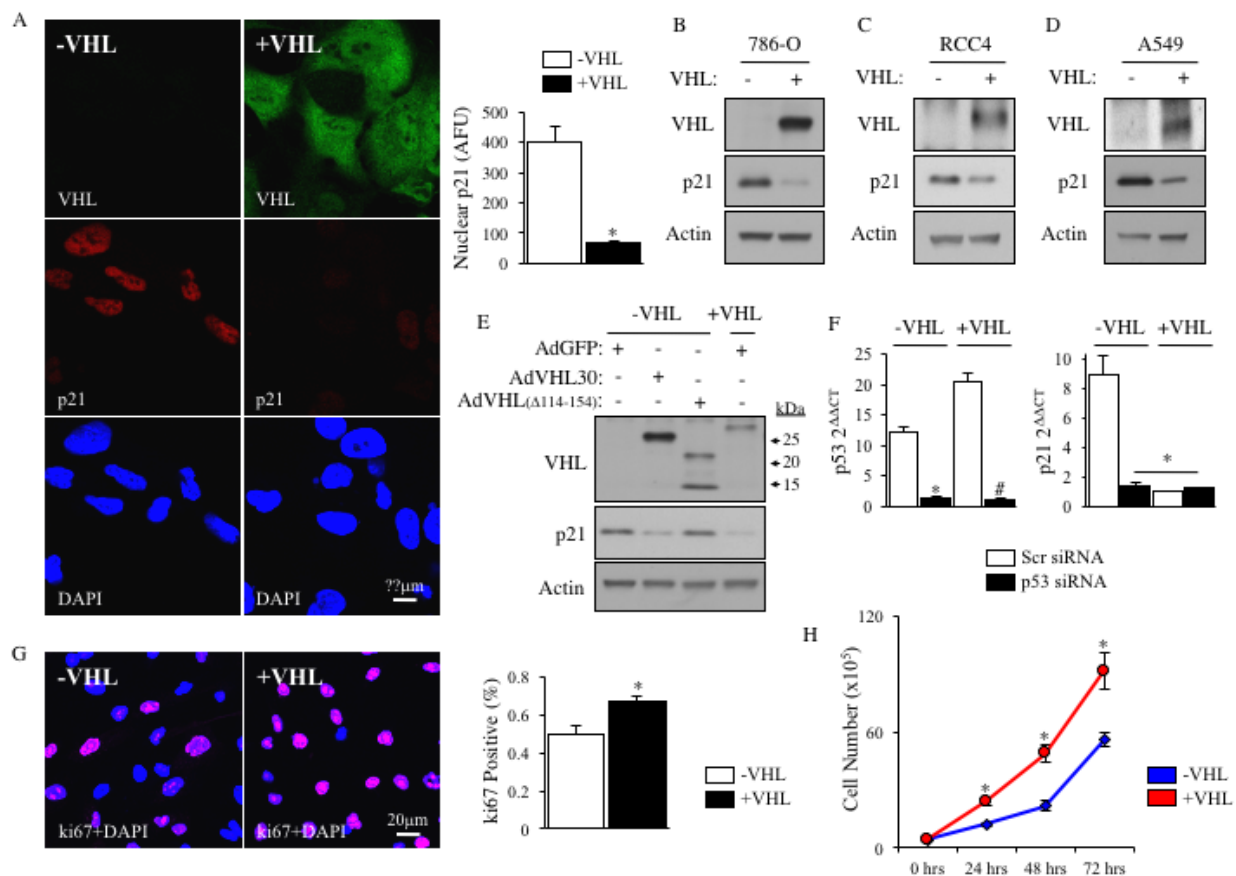 A
-VHL
+VHL
VHL
VHL
p21
p21
DAPI
DAPI
??µm
-VHL
+VHL
Nuclear p21 (AFU)
500
400
300
200
100
0
*
B
786-O
VHL: - +
VHL
p21
Actin
C
RCC4
VHL: - +
VHL
p21
Actin
D
A549
VHL: - +
VHL
p21
Actin
E
-VHL +VHL
AdGFP: + - - +
AdVHL30: - + - -
AdVHL(Δ114-154): - - + -
kDa
VHL
25
20
15
p21
Actin
F
-VHL +VHL
p53 2^ΔΔCT
25
20
15
10
5
0
* #
-VHL +VHL
p21 2^ΔΔCT
10
8
6
4
2
0
*
Scr siRNA
p53 siRNA
G
-VHL
+VHL
ki67+DAPI
ki67+DAPI
20µm
ki67 Positive (%)
0.8
0.6
0.4
0.2
0
*
-VHL
+VHL
H
Cell Number (x10⁵)
120
60
0
* * *
0 hrs 24 hrs 48 hrs 72 hrs
-VHL
+VHL